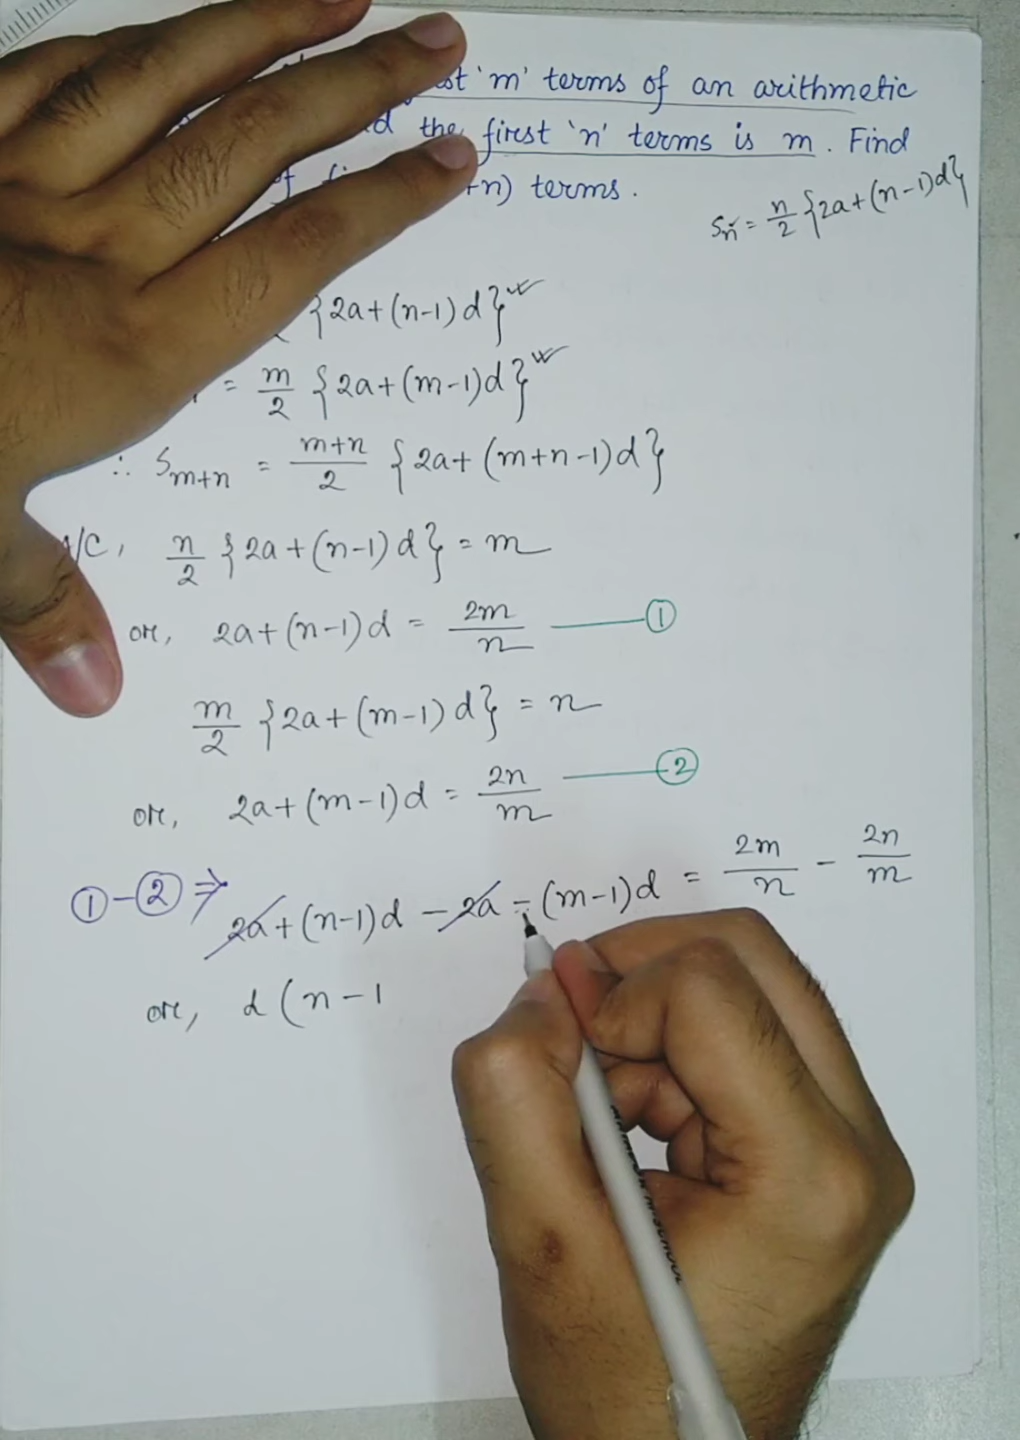 'm' terms of an arithmetic
the first 'n' terms is m. Find
+n) terms.
Sn = n/2 {2a+(n-1)d}
{2a+(n-1)d}
= m/2 {2a+(m-1)d}
∴ Sm+n = m+n/2 {2a+(m+n-1)d}
A/C, n/2 {2a+(n-1)d} = m
or, 2a+(n-1)d = 2m/n ——— ①
m/2 {2a+(m-1)d} = n
or, 2a+(m-1)d = 2n/m ——— ②
①-② ⇒ 2a+(n-1)d - 2a - (m-1)d = 2m/n - 2n/m
or, d(n-1